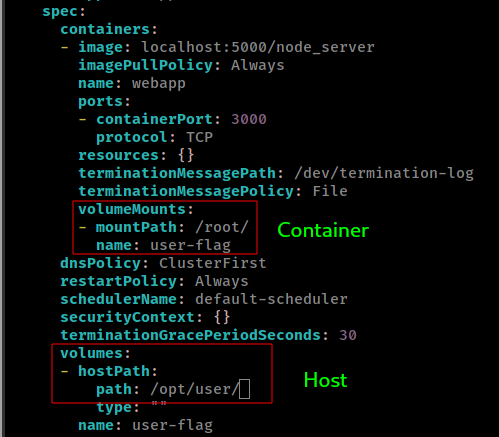 spec:
containers:
- image: localhost:5000/node_server
imagePullPolicy: Always
name: webapp
ports:
- containerPort: 3000
protocol: TCP
resources: {}
terminationMessagePath: /dev/termination-log
terminationMessagePolicy: File
volumeMounts:
- mountPath: /root/
name: user-flag
Container
dnsPolicy: ClusterFirst
restartPolicy: Always
schedulerName: default-scheduler
securityContext: {}
terminationGracePeriodSeconds: 30
volumes:
- hostPath:
path: /opt/user/
Host
type: ""
name: user-flag